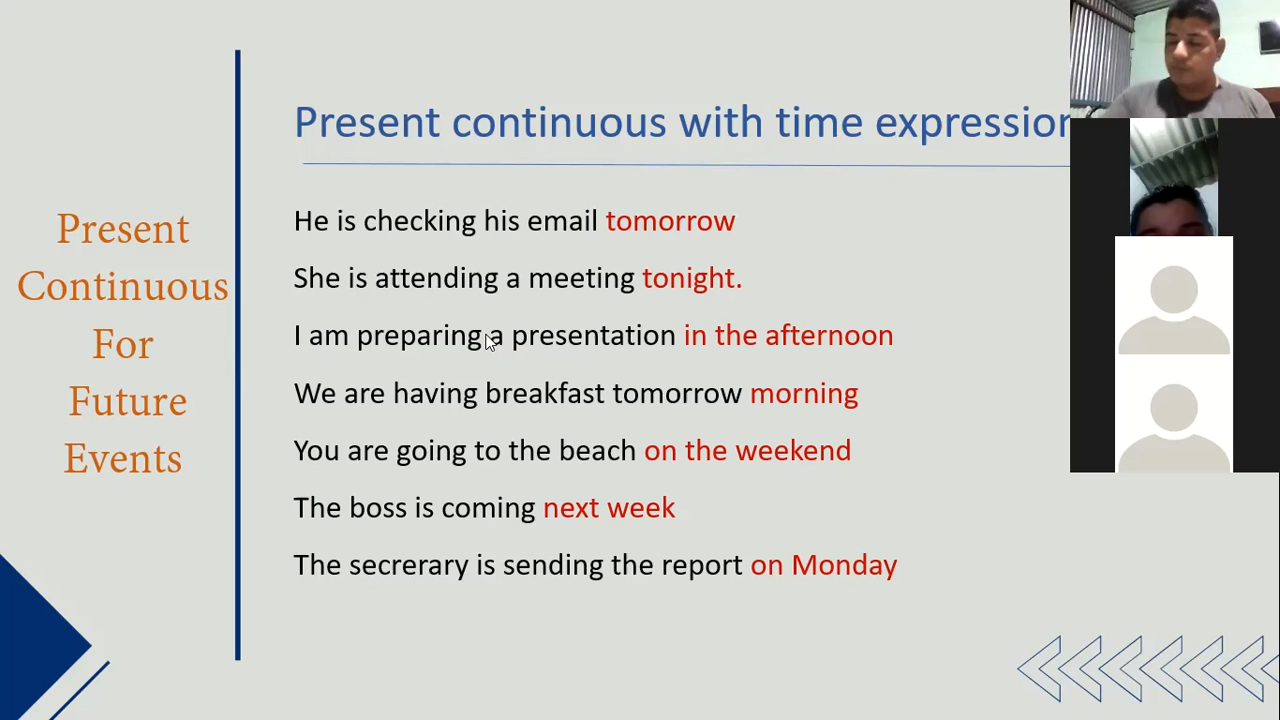 Present continuous with time expression
Present
Continuous
For
Future
Events
He is checking his email tomorrow
She is attending a meeting tonight.
I am preparing a presentation in the afternoon
We are having breakfast tomorrow morning
You are going to the beach on the weekend
The boss is coming next week
The secrerary is sending the report on Monday